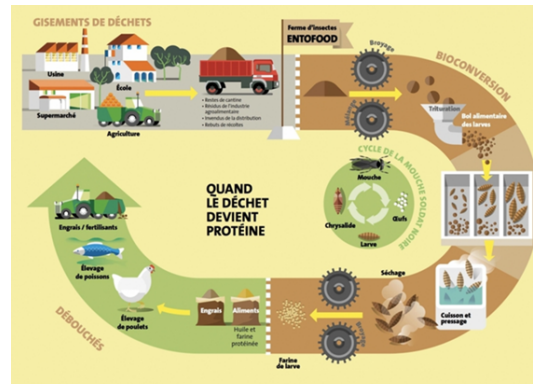 GISEMENTS DE DÉCHETS
Ferme d'insectes
ENTOFOOD
Broyage
BIOCONVERSION
Usine
École
Supermarché
Agriculture
• Restes de cantine
• Résidus de l'industrie
agroalimentaire
• Invendus de la distribution
• Rebuts de récoltes
Trituration
Bol alimentaire
des larves
CYCLE DE LA MOUCHE SOLDAT NOIRE
Mouche
Œufs
Larve
Chrysalide
QUAND
LE DÉCHET
DEVIENT
PROTÉINE
Engrais / fertilisants
Élevage
de poissons
Élevage
de poulets
DÉBOUCHÉS
Engrais
Aliments
Huile et
farine
protéinée
Farine
de larve
Séchage
Cuisson et
pressage